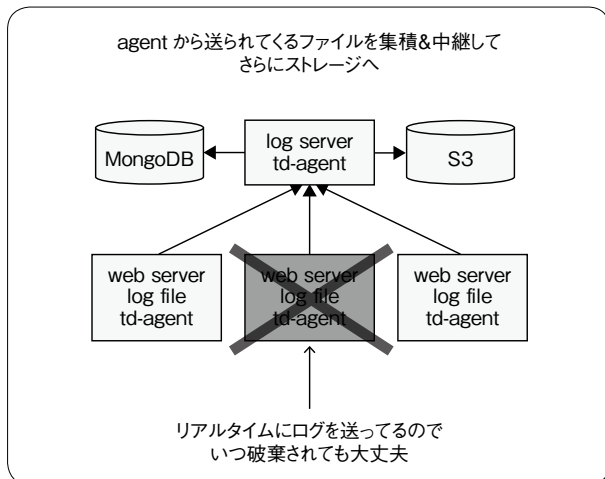 agent から送られてくるファイルを集積&中継して
さらにストレージへ
MongoDB
log server
td-agent
S3
web server
log file
td-agent
web server
log file
td-agent
web server
log file
td-agent
リアルタイムにログを送ってるので
いつ破棄されても大丈夫